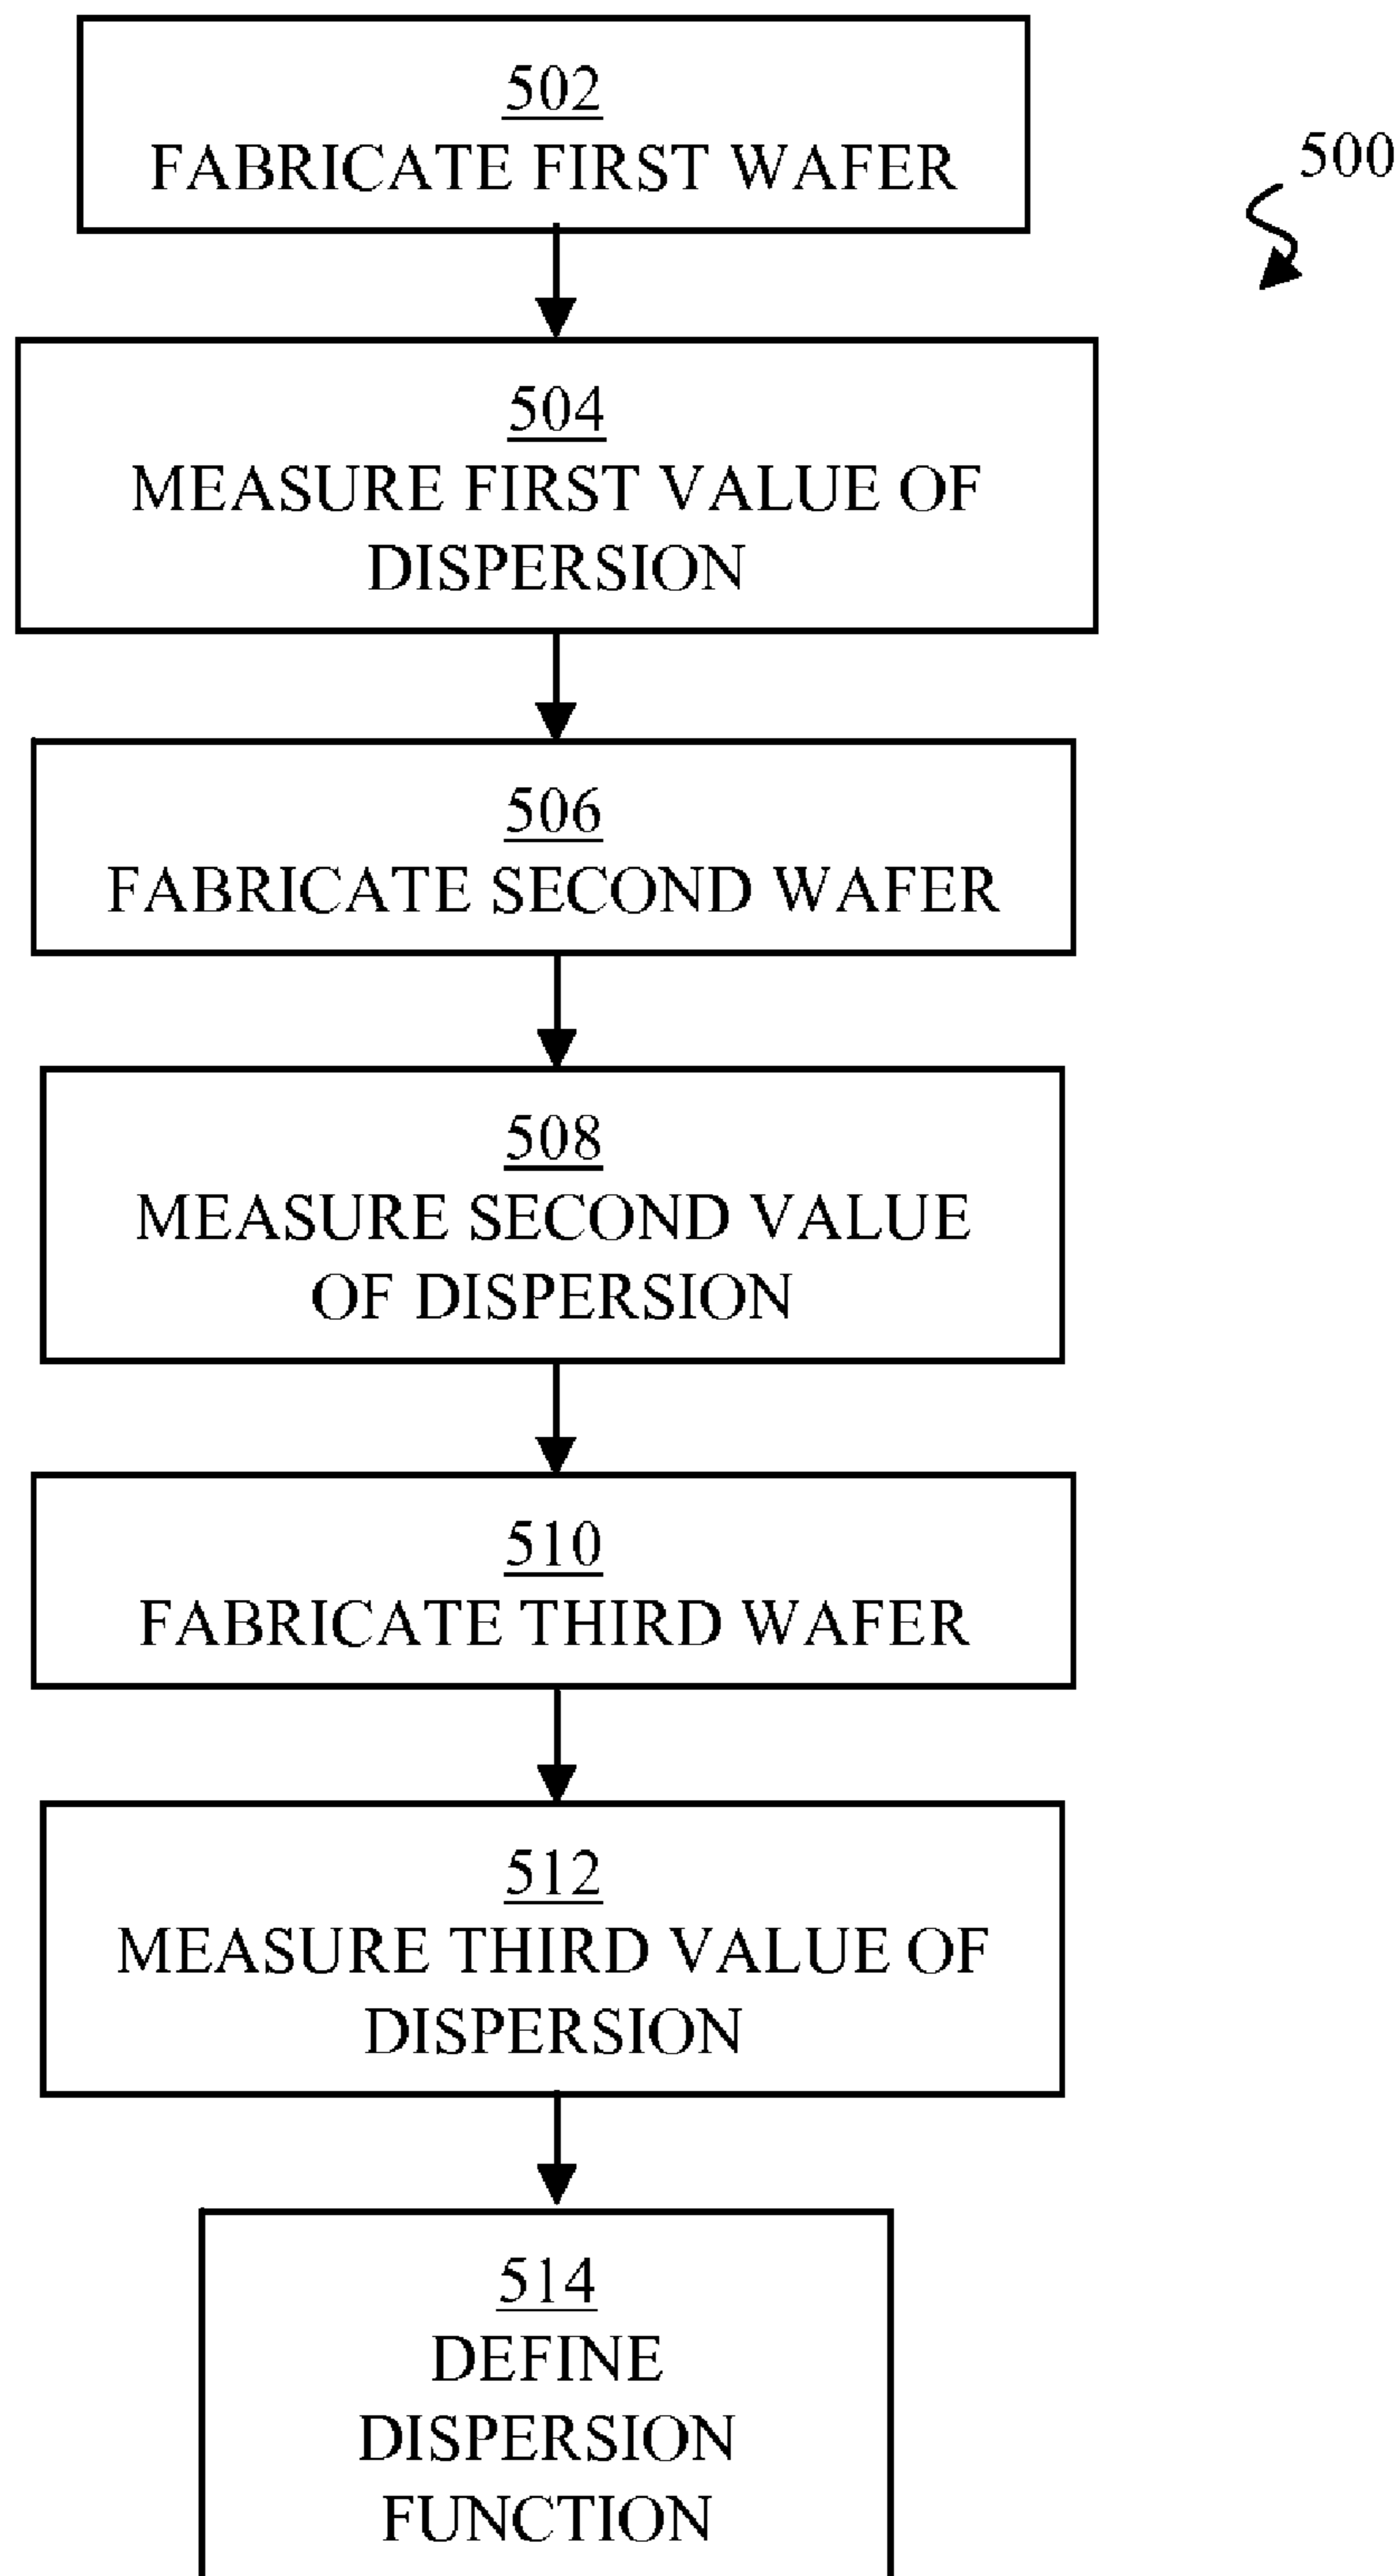 502
FABRICATE FIRST WAFER
500
504
MEASURE FIRST VALUE OF
DISPERSION
506
FABRICATE SECOND WAFER
508
MEASURE SECOND VALUE
OF DISPERSION
510
FABRICATE THIRD WAFER
512
MEASURE THIRD VALUE OF
DISPERSION
514
DEFINE
DISPERSION
FUNCTION